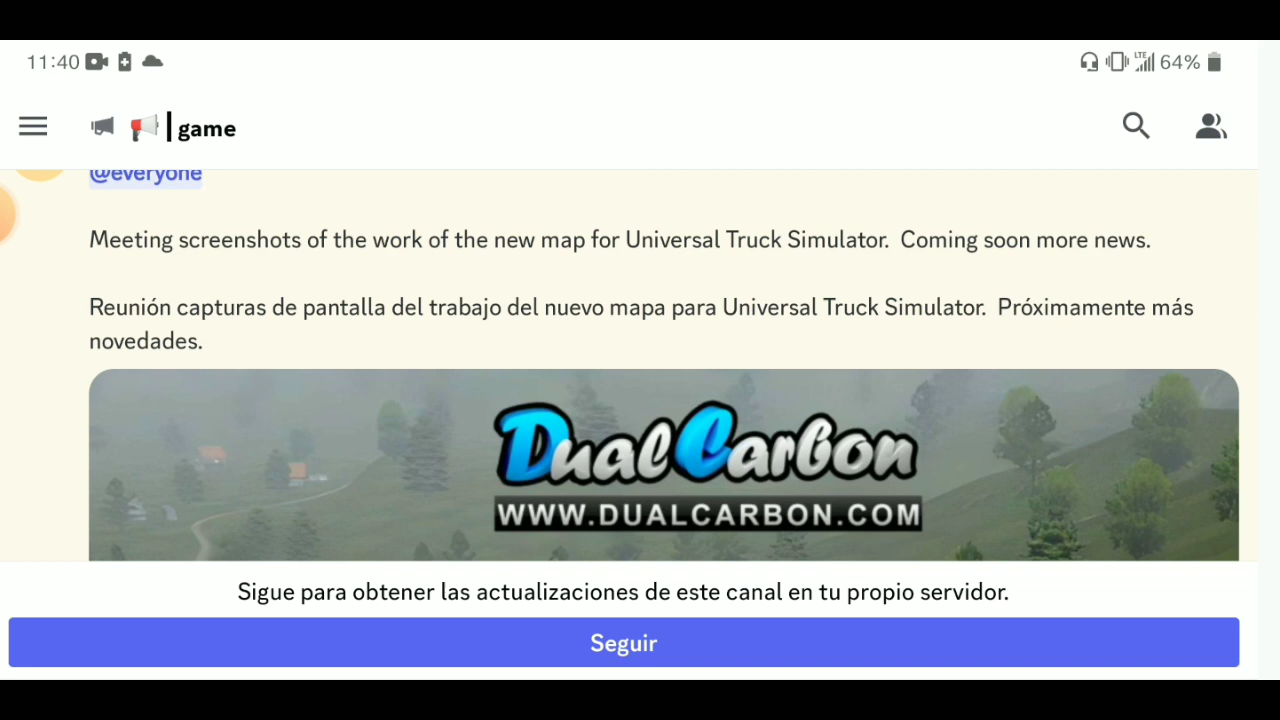 11:40 LTE 64%
game
@everyone
Meeting screenshots of the work of the new map for Universal Truck Simulator.  Coming soon more news.
Reunión capturas de pantalla del trabajo del nuevo mapa para Universal Truck Simulator.  Próximamente más
novedades.
DualCarbon
WWW.DUALCARBON.COM
Sigue para obtener las actualizaciones de este canal en tu propio servidor.
Seguir